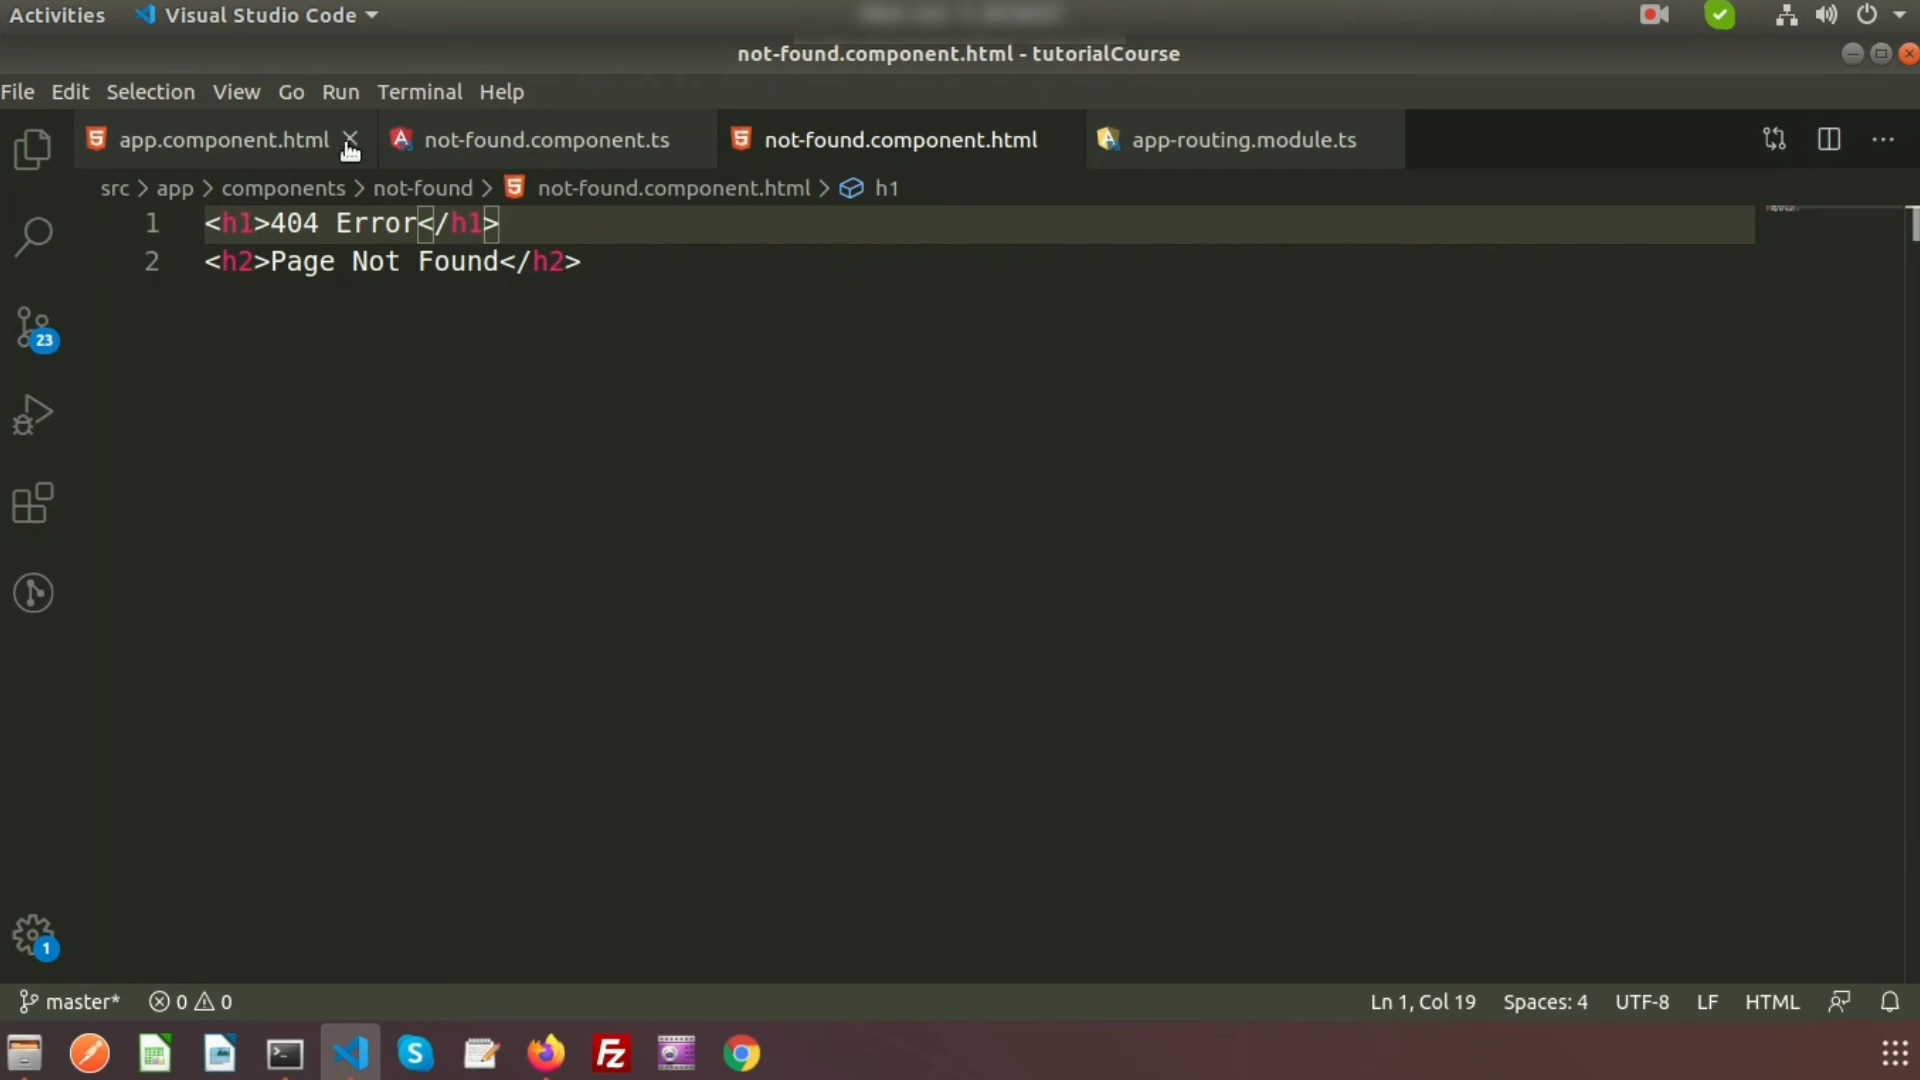 Activities Visual Studio Code
not-found.component.html - tutorialCourse
File Edit Selection View Go Run Terminal Help
app.component.html not-found.component.ts not-found.component.html app-routing.module.ts
src > app > components > not-found > not-found.component.html > h1
1 <h1>404 Error</h1>
2 <h2>Page Not Found</h2>
23
1
master* 0 0 Ln 1, Col 19 Spaces: 4 UTF-8 LF HTML